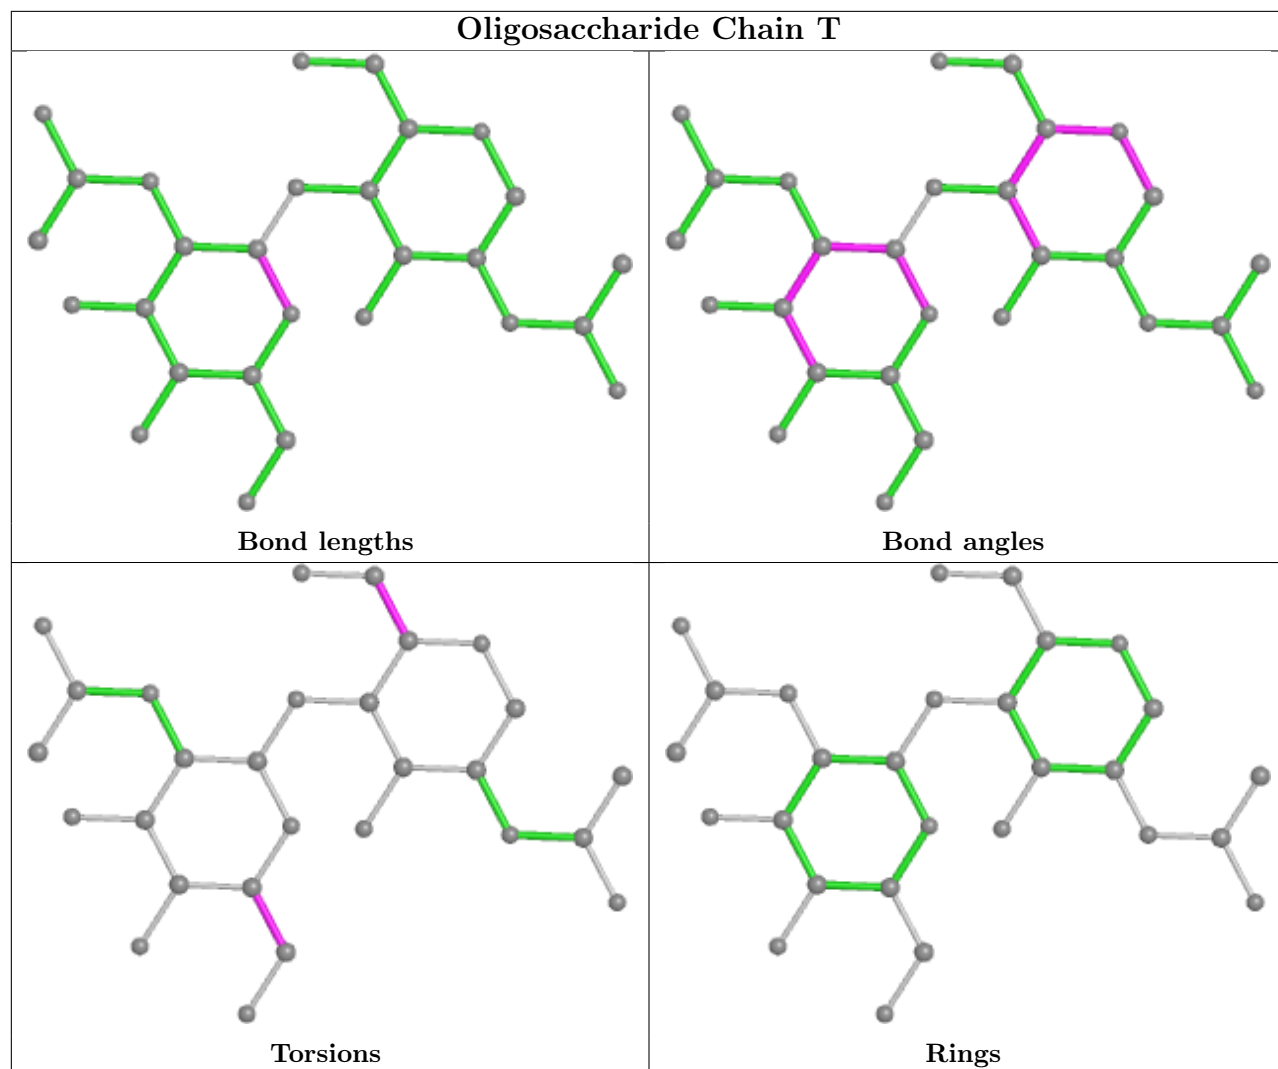 Oligosaccharide Chain T
Bond lengths
Bond angles
Torsions
Rings